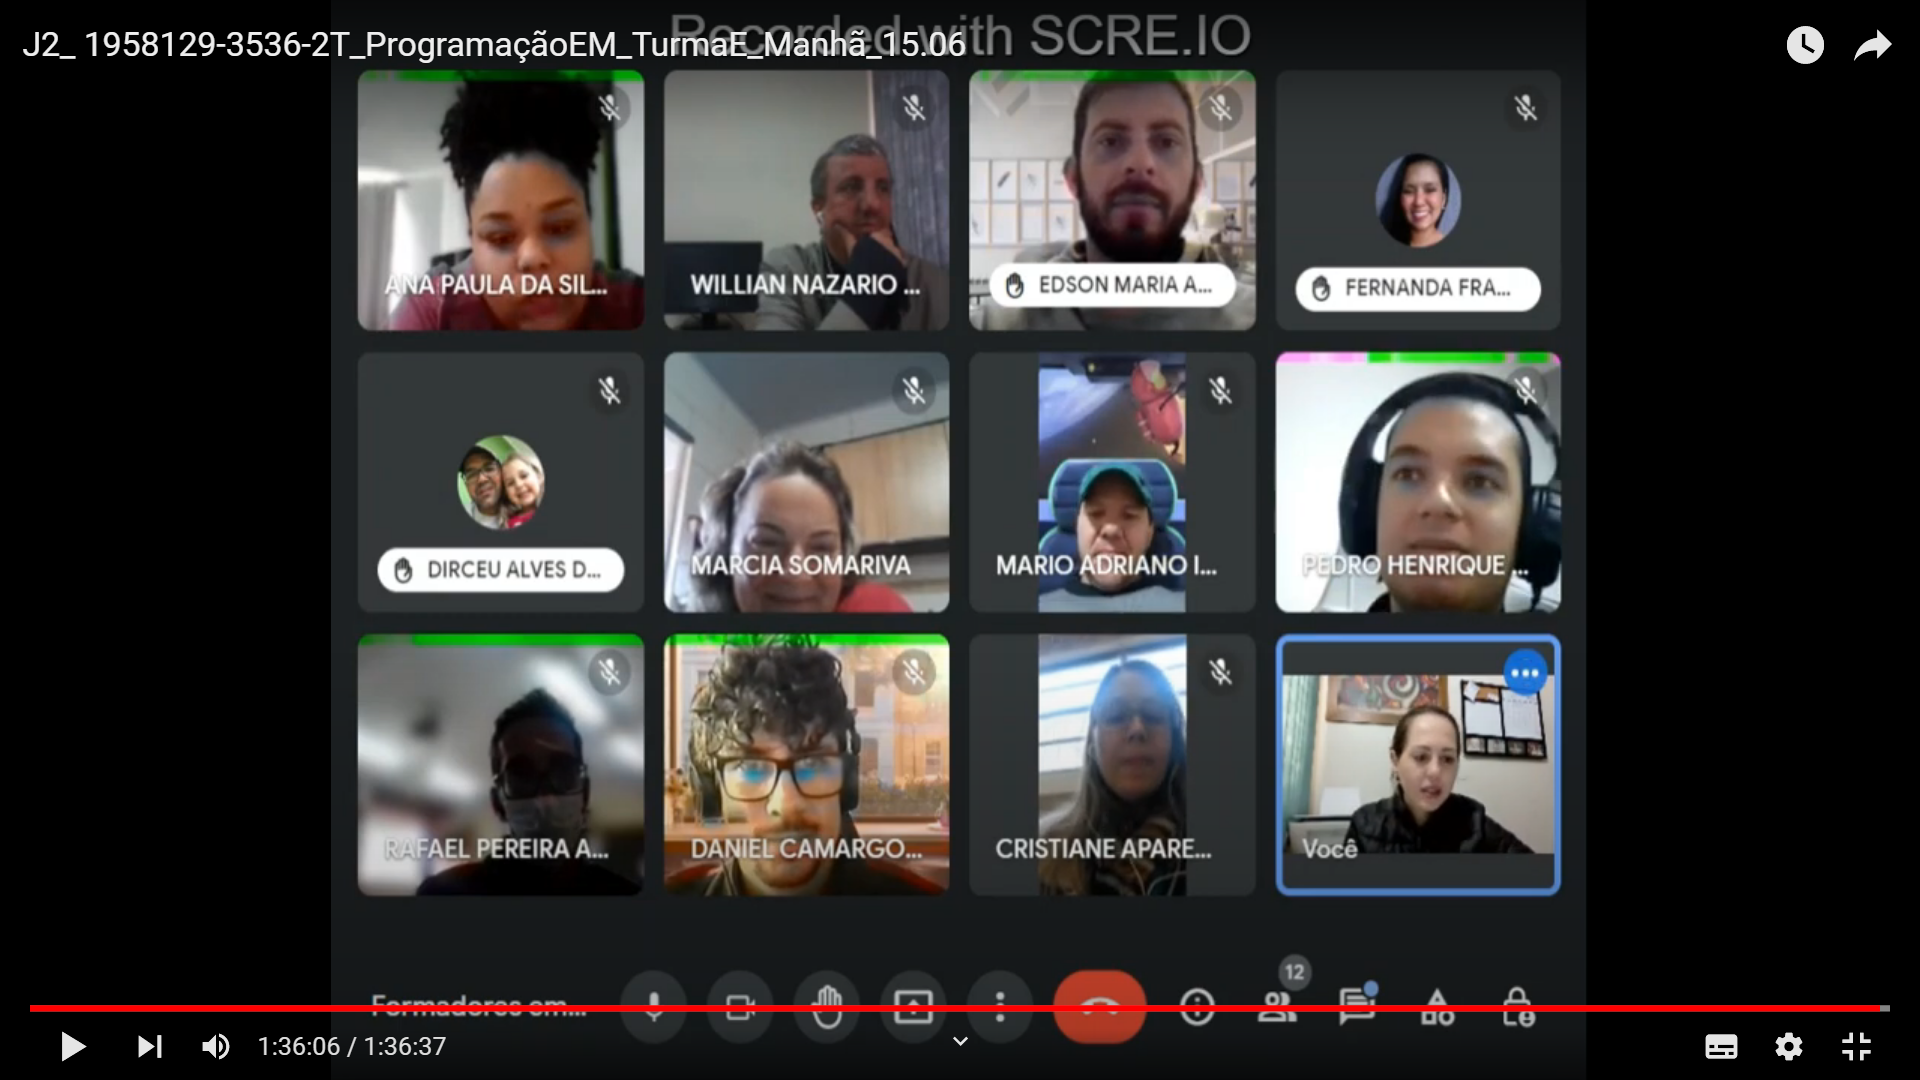 Recorded with SCRE.IO
J2_ 1958129-3536-2T_ProgramaçãoEM_TurmaE_Manhã_15.06
ANA PAULA DA SIL...
WILLIAN NAZARIO ...
EDSON MARIA A...
FERNANDA FRA...
DIRCEU ALVES D...
MARCIA SOMARIVA
MARIO ADRIANO I...
PEDRO HENRIQUE ...
RAFAEL PEREIRA A...
DANIEL CAMARGO...
CRISTIANE APARE...
Você
12
Formadores em...
1:36:06 / 1:36:37